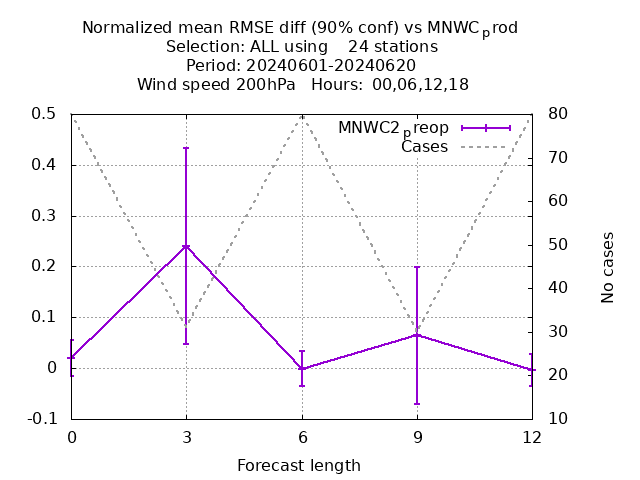 Normalized mean RMSE diff (90% conf) vs MNWCprod
Selection: ALL using    24 stations
Period: 20240601-20240620
Wind speed 200hPa   Hours:  00,06,12,18
MNWC2preop
Cases
0.5
0.4
0.3
0.2
0.1
0
-0.1
80
70
60
50
40
30
20
10
No cases
0 3 6 9 12
Forecast length